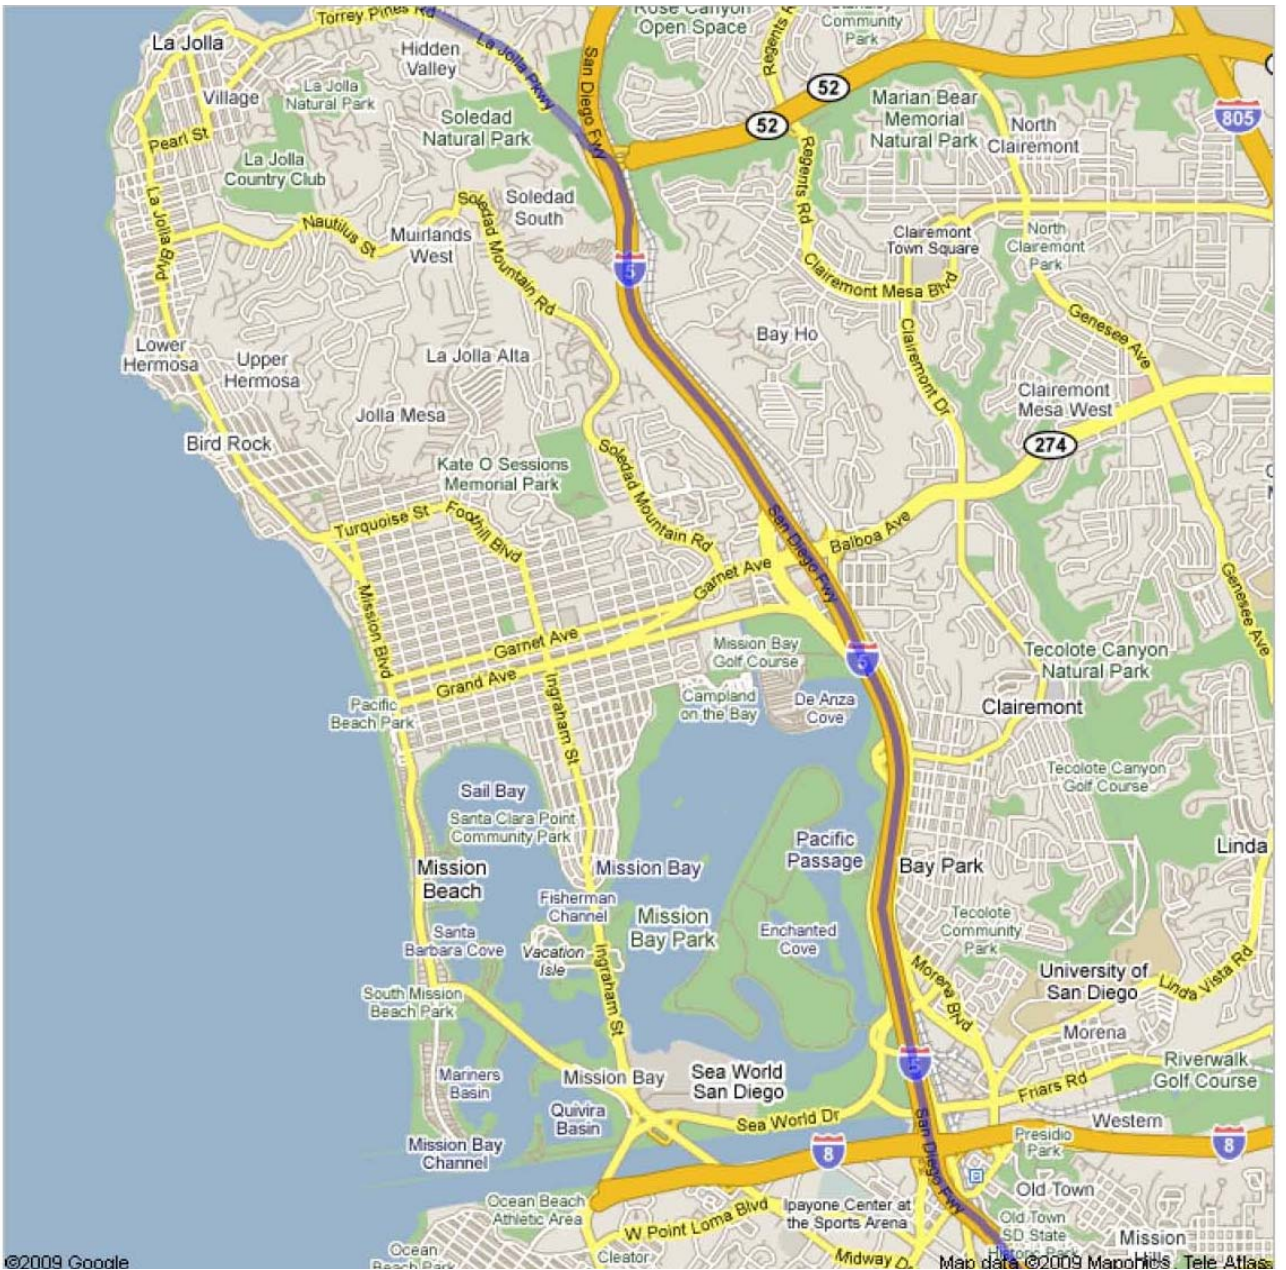 Torrey Pines Rd
Rose Canyon
Open Space
Regents R
Community
Park
La Jolla
Hidden
Valley
La Jolla Pkwy
San Diego Fwy
52
La Jolla
Natural Park
Village
Soledad
Natural Park
52
Marian Bear
Memorial
Natural Park
North
Clairemont
805
Pearl St
La Jolla
Country Club
Regents Rd
La Jolla Blvd
Soledad Mountain Rd
Soledad
South
Nautilus St
Muirlands
West
Clairemont
Town Square
North
Clairemont
Park
5
Clairemont Mesa Blvd
Genesee Ave
Lower
Hermosa
Upper
Hermosa
La Jolla Alta
Bay Ho
Clairemont Dr
Clairemont
Mesa West
Jolla Mesa
Bird Rock
274
Kate O Sessions
Memorial Park
Soledad Mountain Rd
Turquoise St
Foothill Blvd
San Diego Fwy
Balboa Ave
Garnet Ave
Genesee Ave
Mission Blvd
Garnet Ave
Mission Bay
Golf Course
5
Tecolote Canyon
Natural Park
Grand Ave
Ingraham St
Campland
on the Bay
De Anza
Cove
Clairemont
Pacific
Beach Park
Tecolote Canyon
Golf Course
Sail Bay
Santa Clara Point
Community Park
Pacific
Passage
Linda
Mission
Beach
Mission Bay
Bay Park
Fisherman
Channel
Mission
Bay Park
Enchanted
Cove
Tecolote
Community
Park
Santa
Barbara Cove
Vacation
Isle
Ingraham St
Morena Blvd
University of
San Diego
Linda Vista Rd
South Mission
Beach Park
Morena
Mariners
Basin
Mission Bay
Sea World
San Diego
5
Riverwalk
Golf Course
Friars Rd
Quivira
Basin
Sea World Dr
Western
Mission Bay
Channel
8
San Diego Fwy
Presidio
Park
8
Old Town
Ocean Beach
Athletic Area
W Point Loma Blvd
Ipayone Center at
the Sports Arena
Old Town
SD State
Historic Park
Mission
Hills
Ocean
Beach Park
Cleator
Midway D
©2009 Google
Map data ©2009 MapQuics, Tele Atlas